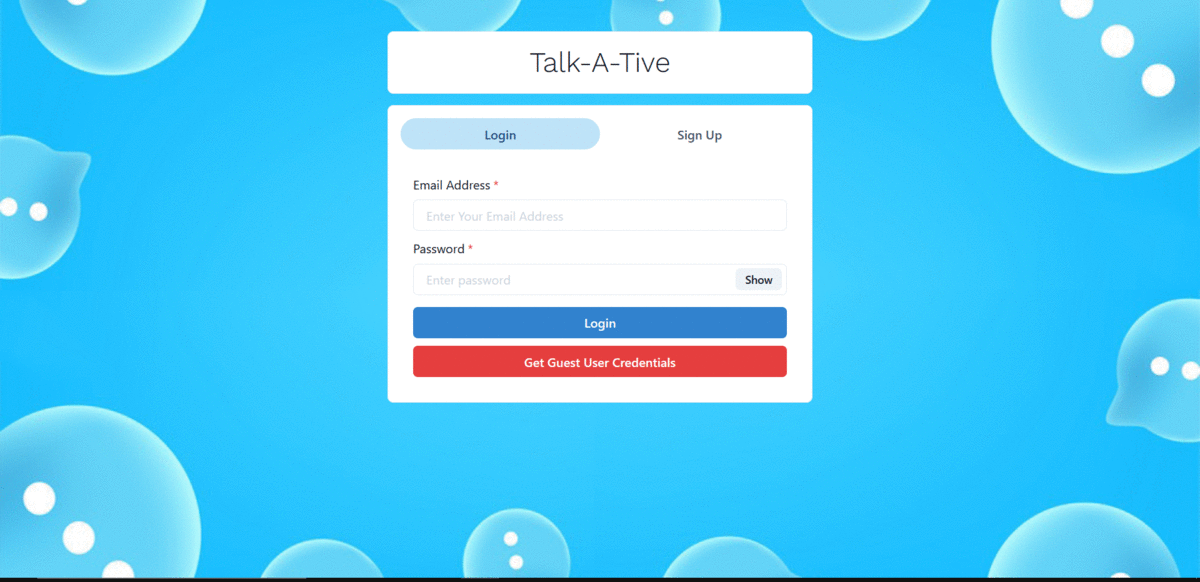 Talk-A-Tive
Login
Sign Up
Email Address *
Enter Your Email Address
Password *
Enter password
Show
Login
Get Guest User Credentials